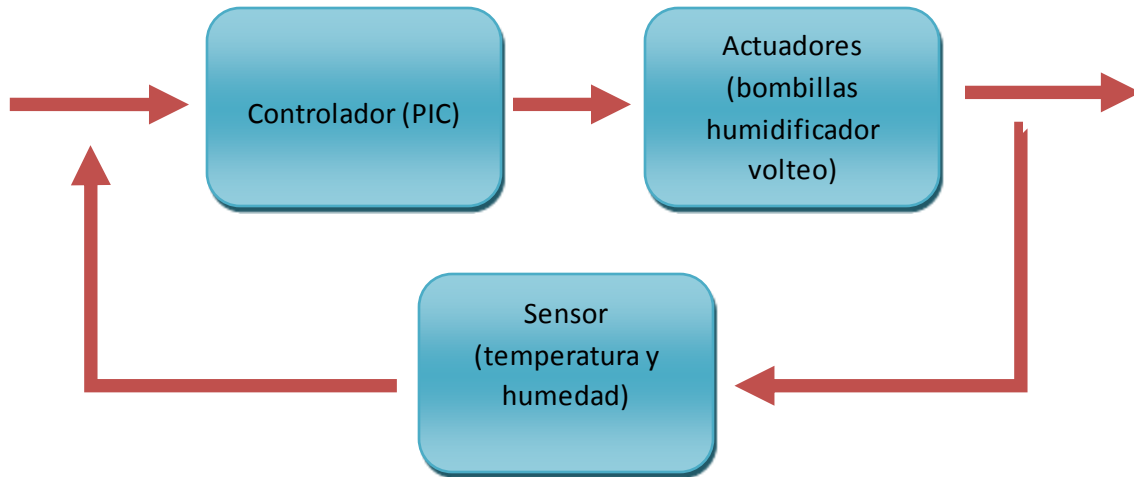 Controlador (PIC)
Actuadores
(bombillas
humidificador
volteo)
Sensor
(temperatura y
humedad)